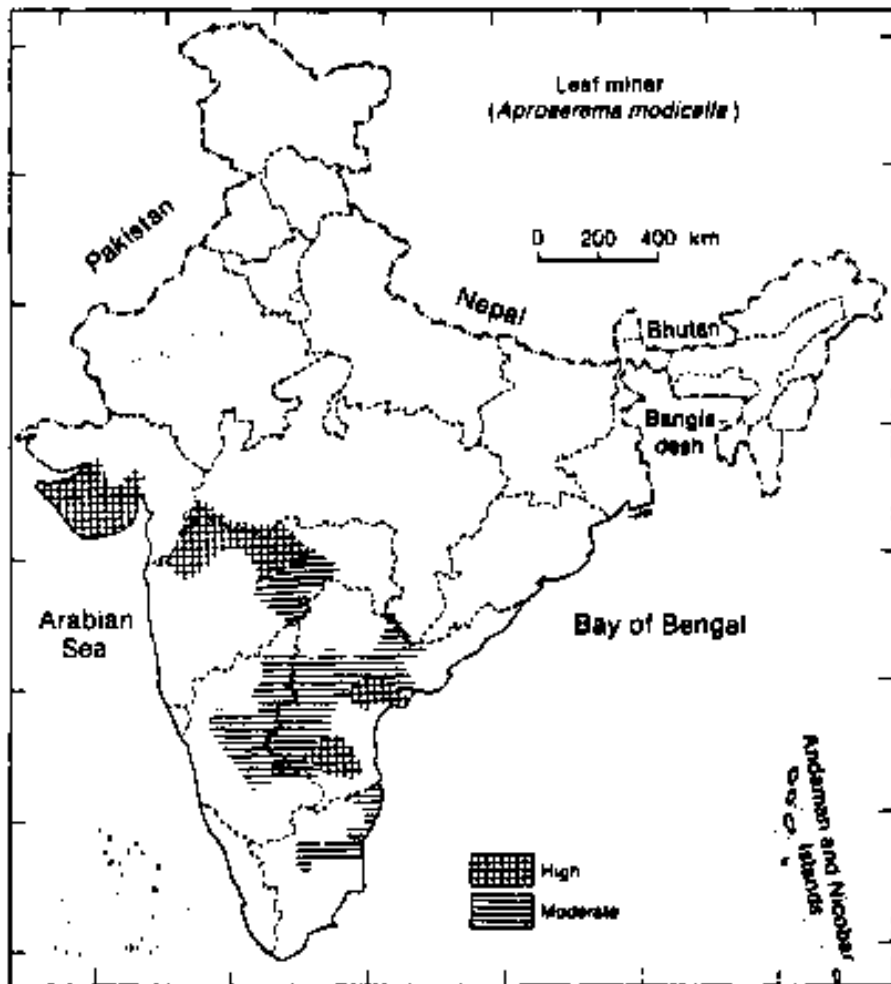 Leaf miner
(Aproaerema modicella)
Pakistan
0 200 400 km
Nepal
Bhutan
Bangla
desh
Arabian
Sea
Bay of Bengal
Andaman and Nicobar
Islands
High
Moderate